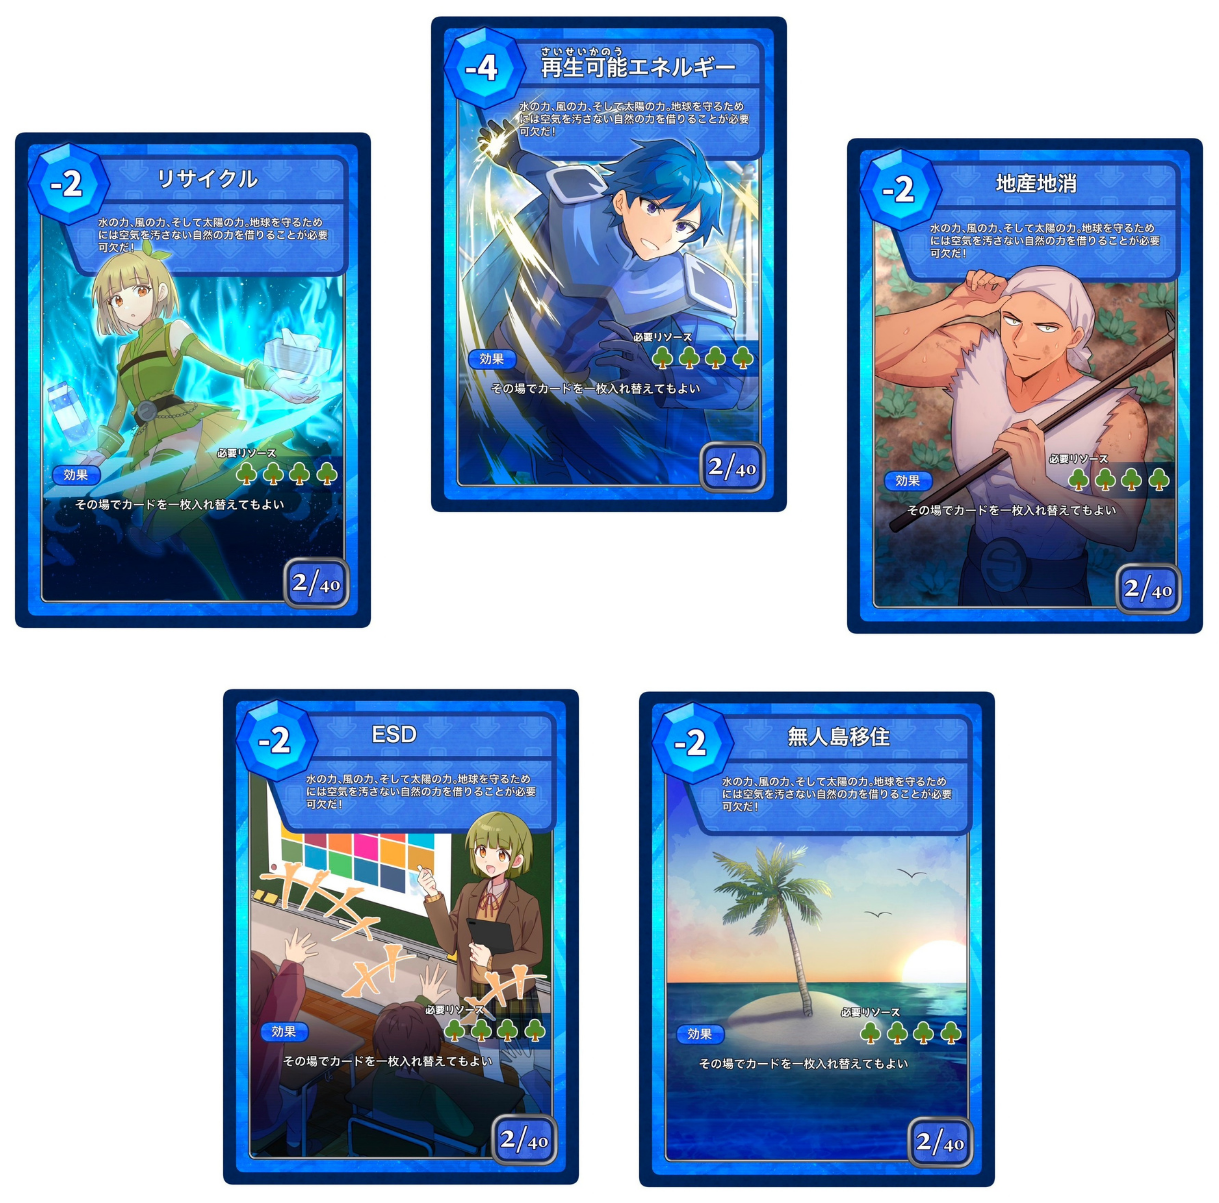 -4
さいせいかのう
再生可能エネルギー
水の力、風の力、そして太陽の力。地球を守るため
には空気を汚さない自然の力を借りることが必要
可欠だ!
必要リソース
効果
その場でカードを一枚入れ替えてもよい
2/40
-2
リサイクル
水の力、風の力、そして太陽の力。地球を守るため
には空気を汚さない自然の力を借りることが必要
可欠だ!
必要リソース
効果
その場でカードを一枚入れ替えてもよい
2/40
-2
地産地消
水の力、風の力、そして太陽の力。地球を守るため
には空気を汚さない自然の力を借りることが必要
可欠だ!
必要リソース
効果
その場でカードを一枚入れ替えてもよい
2/40
-2
ESD
水の力、風の力、そして太陽の力。地球を守るため
には空気を汚さない自然の力を借りることが必要
可欠だ!
必要リソース
効果
その場でカードを一枚入れ替えてもよい
2/40
-2
無人島移住
水の力、風の力、そして太陽の力。地球を守るため
には空気を汚さない自然の力を借りることが必要
可欠だ!
必要リソース
効果
その場でカードを一枚入れ替えてもよい
2/40